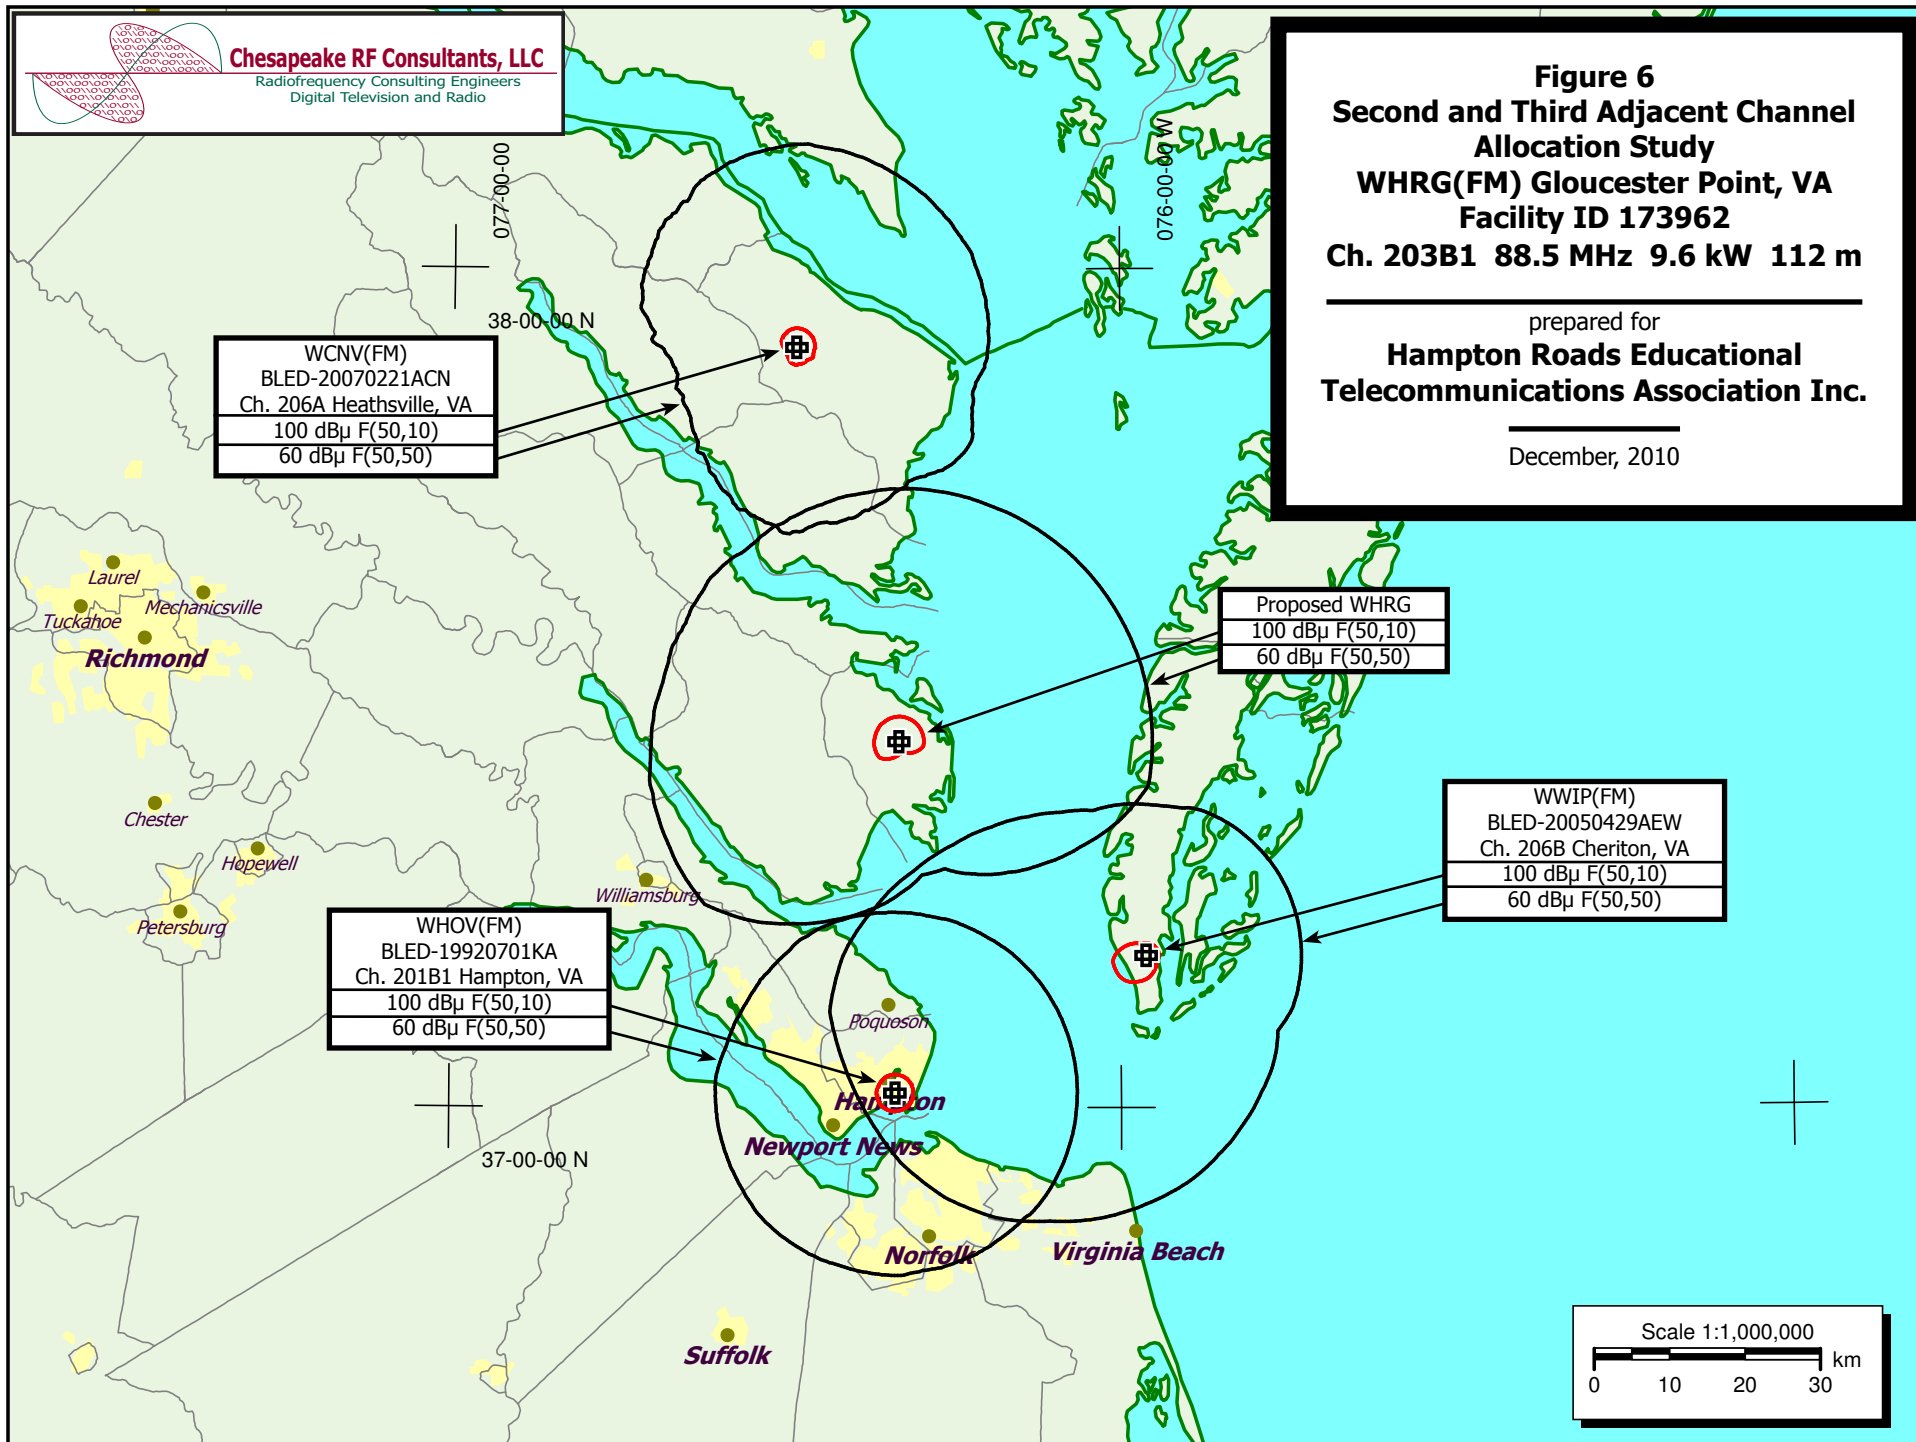 Chesapeake RF Consultants, LLC
Radiofrequency Consulting Engineers
Digital Television and Radio
Figure 6
Second and Third Adjacent Channel
Allocation Study
WHRG(FM) Gloucester Point, VA
Facility ID 173962
Ch. 203B1 88.5 MHz 9.6 kW 112 m
prepared for
Hampton Roads Educational
Telecommunications Association Inc.
December, 2010
077-00-00
076-00-00 W
38-00-00 N
WCNV(FM)
BLED-20070221ACN
Ch. 206A Heathsville, VA
100 dBμ F(50,10)
60 dBμ F(50,50)
Laurel
Mechanicsville
Tuckahoe
Richmond
Proposed WHRG
100 dBμ F(50,10)
60 dBμ F(50,50)
Chester
Hopewell
Petersburg
Williamsburg
WWIP(FM)
BLED-20050429AEW
Ch. 206B Cheriton, VA
100 dBμ F(50,10)
60 dBμ F(50,50)
WHOV(FM)
BLED-19920701KA
Ch. 201B1 Hampton, VA
100 dBμ F(50,10)
60 dBμ F(50,50)
Poquoson
Hampton
Newport News
37-00-00 N
Norfolk
Virginia Beach
Suffolk
Scale 1:1,000,000
km
0 10 20 30